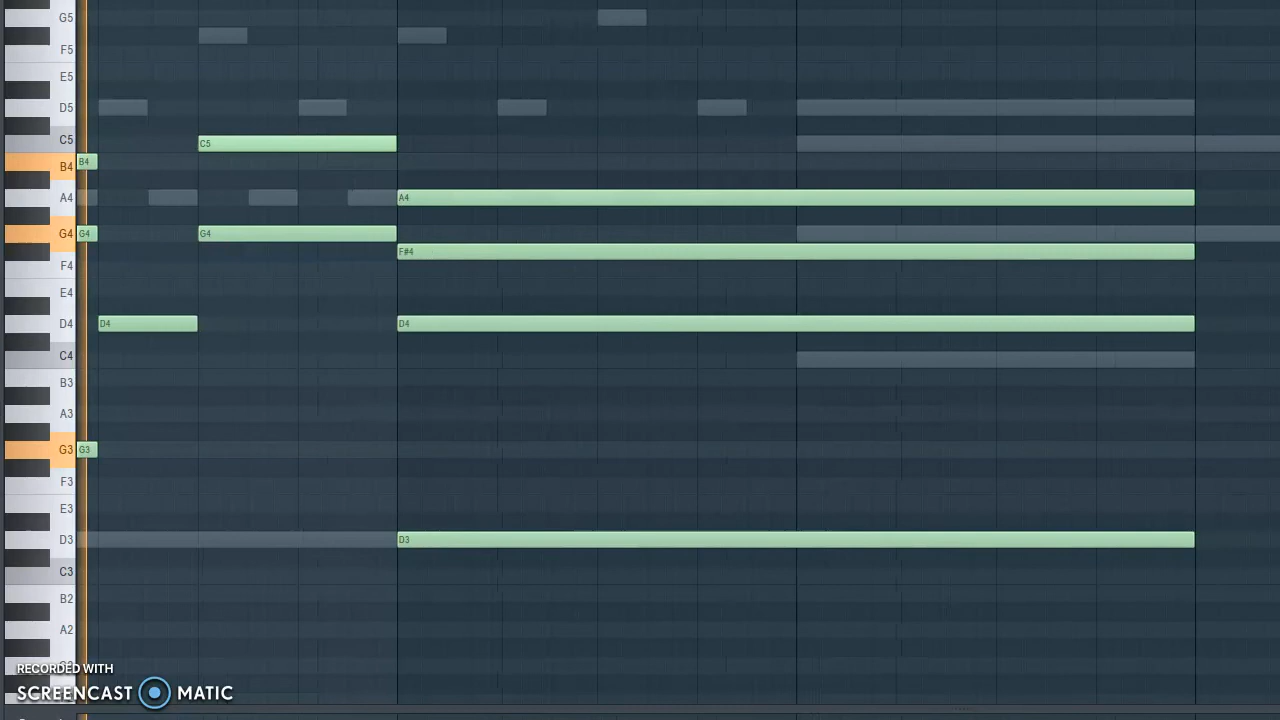 G5
F5
E5
D5
C5 C5
B4 B4
A4 A4
G4 G4 G4
F#4
F4
E4
D4 D4 D4
C4
B3
A3
G3 G3
F3
E3
D3 D3
C3
B2
A2
RECORDED WITH
SCREENCAST MATIC